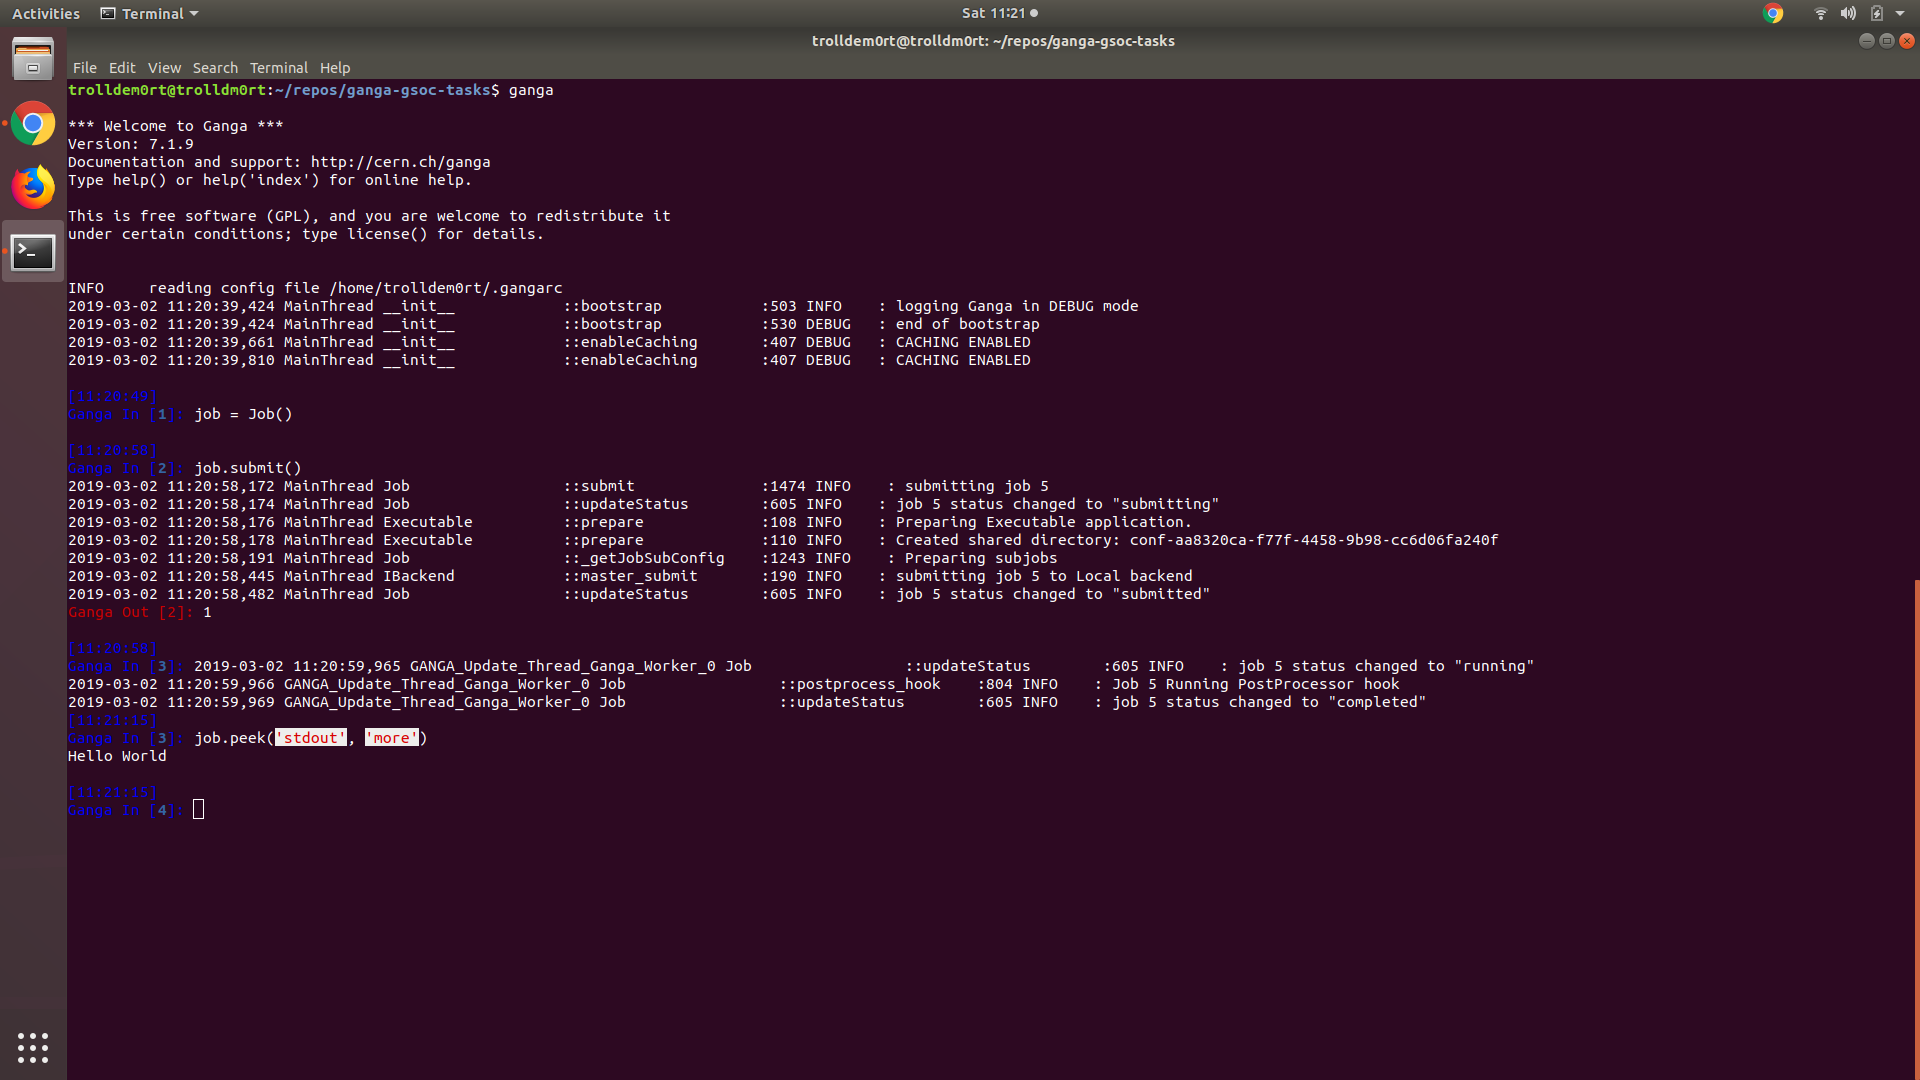 Activities Terminal Sat 11:21
trolldem0rt@trolldm0rt: ~/repos/ganga-gsoc-tasks
File Edit View Search Terminal Help
trolldem0rt@trolldm0rt:~/repos/ganga-gsoc-tasks$ ganga
*** Welcome to Ganga ***
Version: 7.1.9
Documentation and support: http://cern.ch/ganga
Type help() or help('index') for online help.
This is free software (GPL), and you are welcome to redistribute it
under certain conditions; type license() for details.
INFO     reading config file /home/trolldem0rt/.gangarc
2019-03-02 11:20:39,424 MainThread __init__            ::bootstrap           :503 INFO    : logging Ganga in DEBUG mode
2019-03-02 11:20:39,424 MainThread __init__            ::bootstrap           :530 DEBUG   : end of bootstrap
2019-03-02 11:20:39,661 MainThread __init__            ::enableCaching       :407 DEBUG   : CACHING ENABLED
2019-03-02 11:20:39,810 MainThread __init__            ::enableCaching       :407 DEBUG   : CACHING ENABLED
[11:20:49]
Ganga In [1]: job = Job()
[11:20:58]
Ganga In [2]: job.submit()
2019-03-02 11:20:58,172 MainThread Job                 ::submit              :1474 INFO    : submitting job 5
2019-03-02 11:20:58,174 MainThread Job                 ::updateStatus        :605 INFO    : job 5 status changed to "submitting"
2019-03-02 11:20:58,176 MainThread Executable          ::prepare             :108 INFO    : Preparing Executable application.
2019-03-02 11:20:58,178 MainThread Executable          ::prepare             :110 INFO    : Created shared directory: conf-aa8320ca-f77f-4458-9b98-cc6d06fa240f
2019-03-02 11:20:58,191 MainThread Job                 ::_getJobSubConfig    :1243 INFO    : Preparing subjobs
2019-03-02 11:20:58,445 MainThread IBackend            ::master_submit       :190 INFO    : submitting job 5 to Local backend
2019-03-02 11:20:58,482 MainThread Job                 ::updateStatus        :605 INFO    : job 5 status changed to "submitted"
Ganga Out [2]: 1
[11:20:58]
Ganga In [3]: 2019-03-02 11:20:59,965 GANGA_Update_Thread_Ganga_Worker_0 Job                 ::updateStatus        :605 INFO    : job 5 status changed to "running"
2019-03-02 11:20:59,966 GANGA_Update_Thread_Ganga_Worker_0 Job                 ::postprocess_hook    :804 INFO    : Job 5 Running PostProcessor hook
2019-03-02 11:20:59,969 GANGA_Update_Thread_Ganga_Worker_0 Job                 ::updateStatus        :605 INFO    : job 5 status changed to "completed"
[11:21:15]
Ganga In [3]: job.peek('stdout', 'more')
Hello World
[11:21:15]
Ganga In [4]: